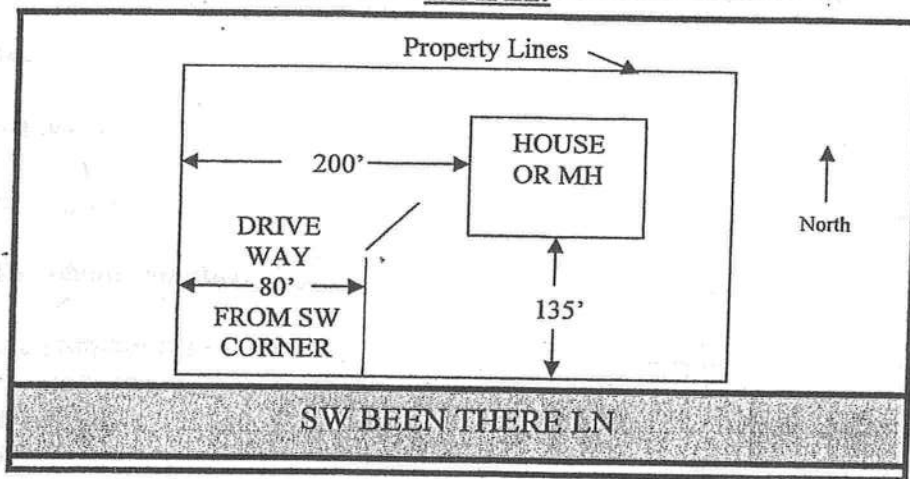 Property Lines
HOUSE
OR MH
200’
North
DRIVE
WAY
80’
FROM SW
CORNER
135’
SW BEEN THERE LN